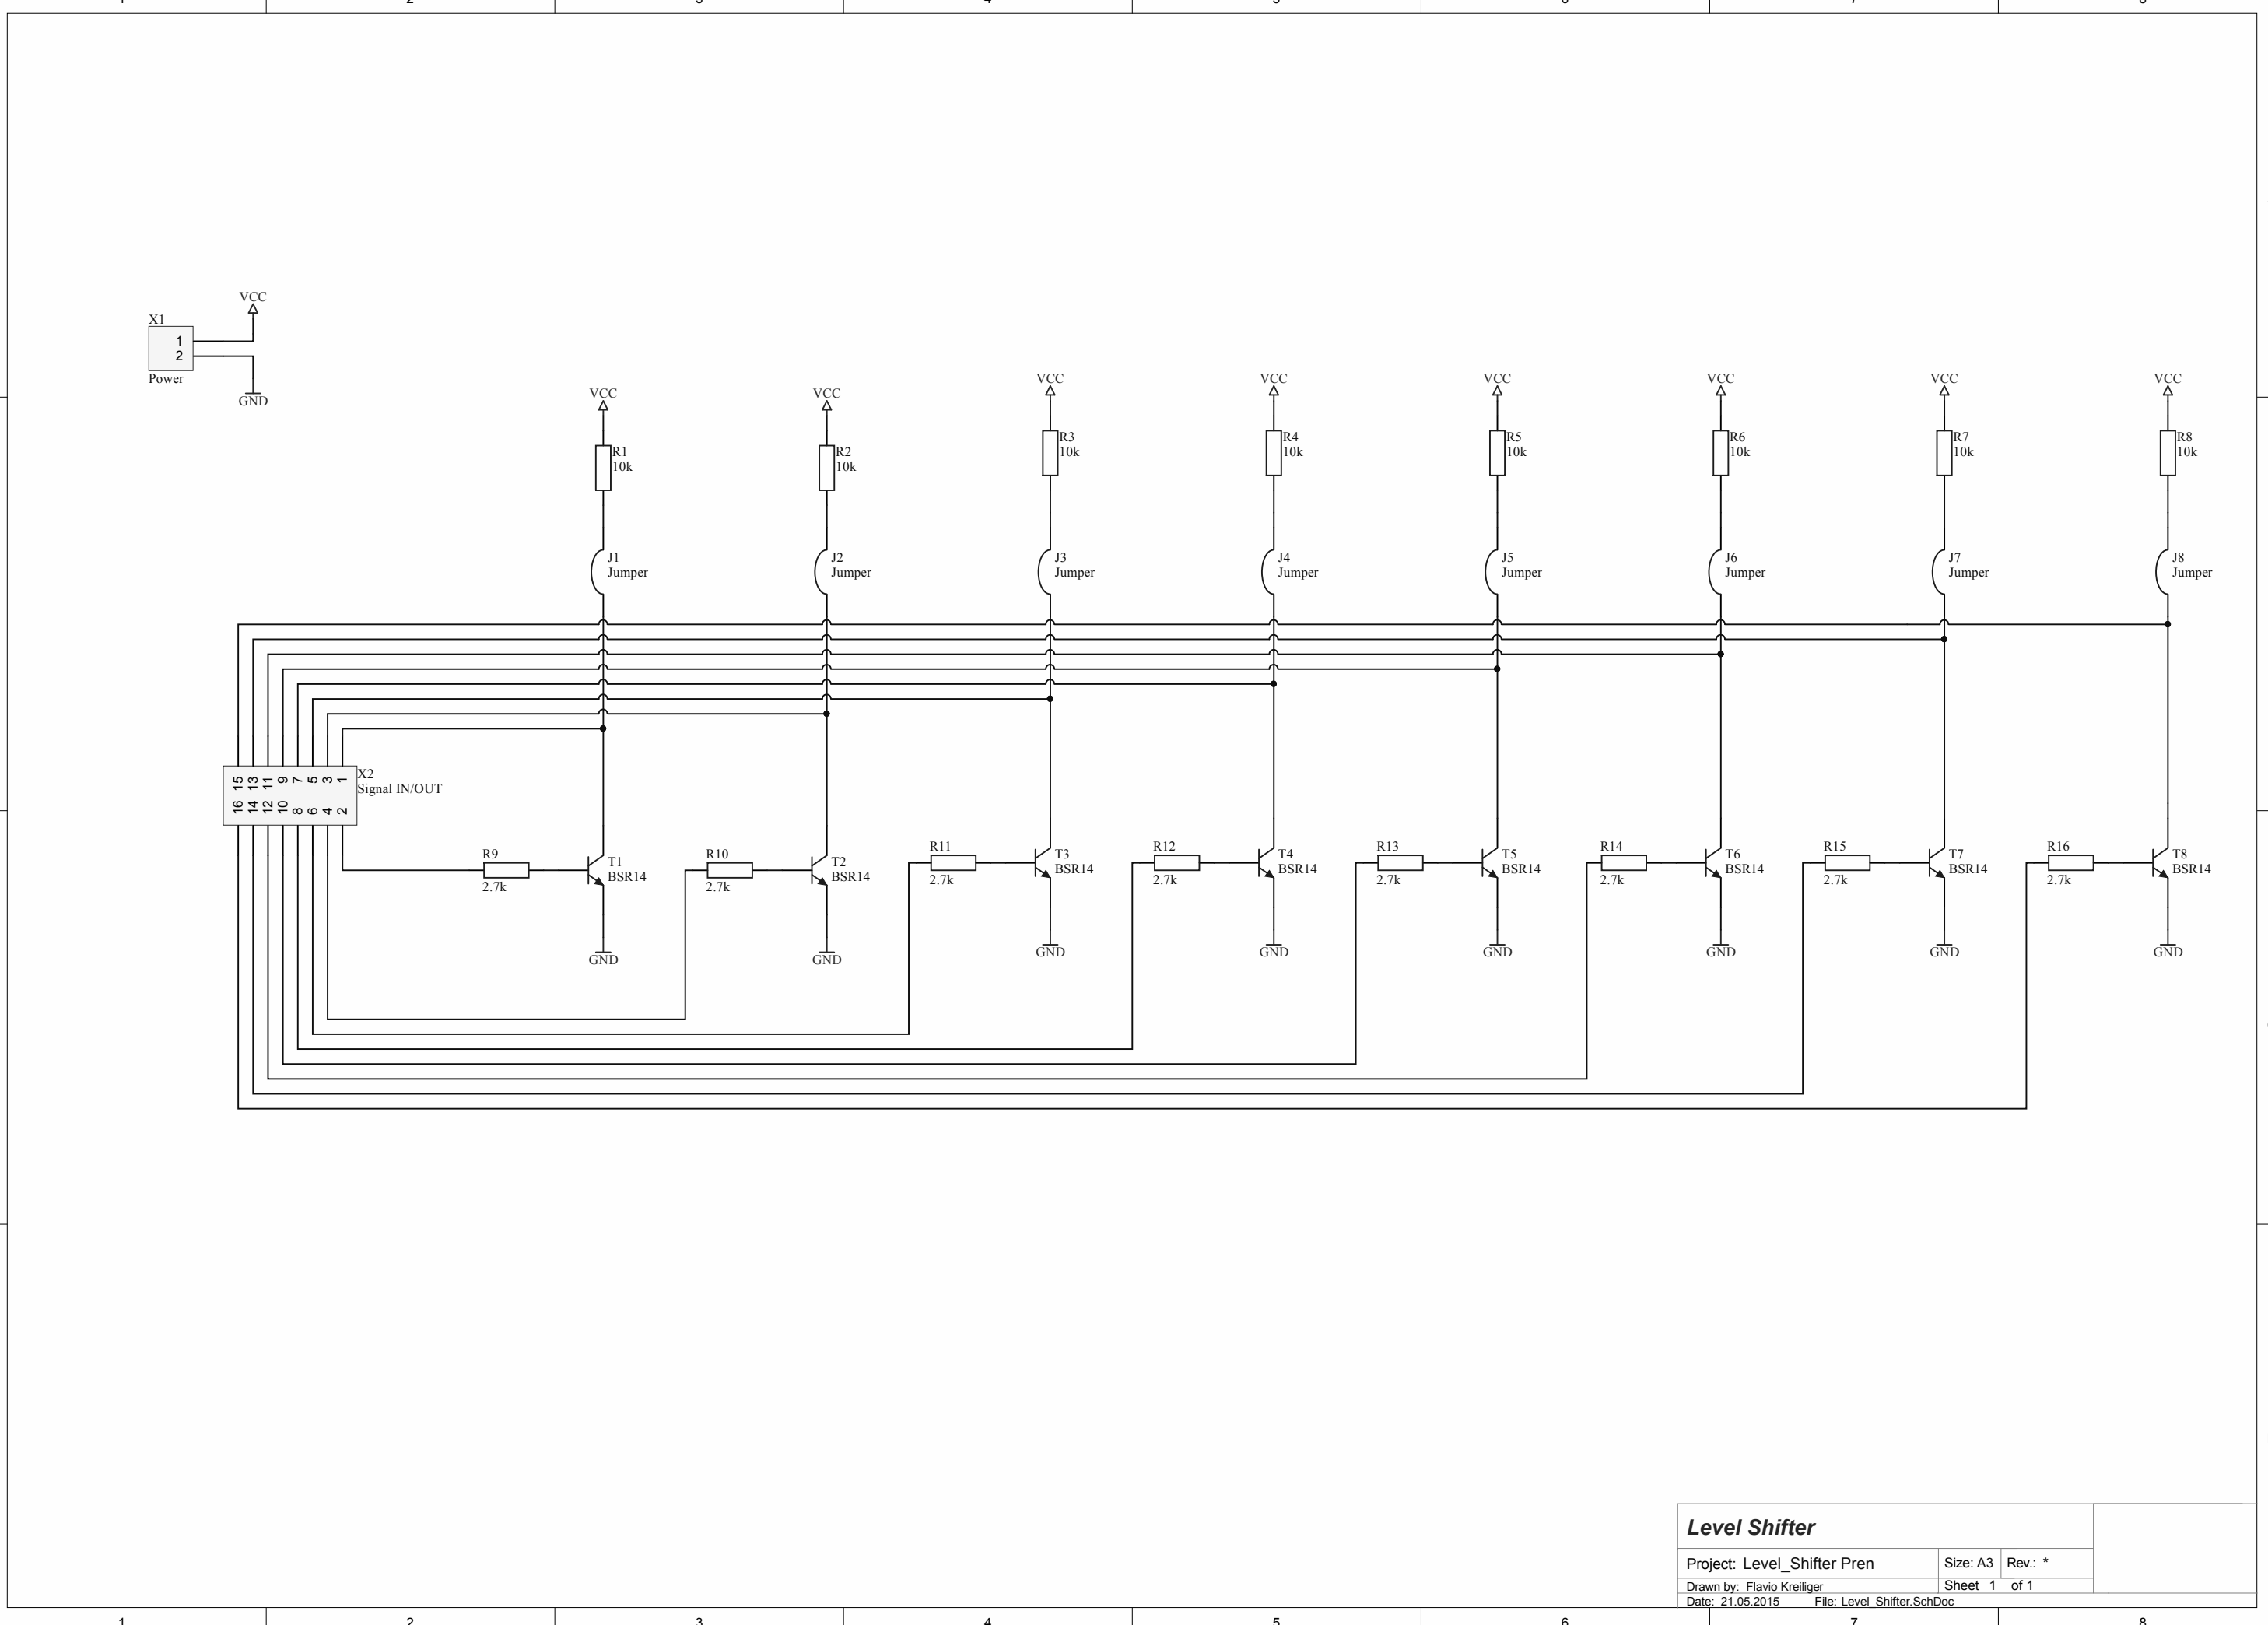 VCC
X1
1
2
Power
GND
VCC VCC VCC VCC VCC VCC VCC VCC
R1 R2 R3 R4 R5 R6 R7 R8
10k 10k 10k 10k 10k 10k 10k 10k
J1 J2 J3 J4 J5 J6 J7 J8
Jumper Jumper Jumper Jumper Jumper Jumper Jumper Jumper
15 13 11 9 7 5 3 1
16 14 12 10 8 6 4 2
X2
Signal IN/OUT
R9 R10 R11 R12 R13 R14 R15 R16
2.7k 2.7k 2.7k 2.7k 2.7k 2.7k 2.7k 2.7k
T1 T2 T3 T4 T5 T6 T7 T8
BSR14 BSR14 BSR14 BSR14 BSR14 BSR14 BSR14 BSR14
GND GND GND GND GND GND GND GND
Level Shifter
Project: Level_Shifter Pren
Size: A3 Rev.: *
Drawn by: Flavio Kreiliger
Sheet 1 of 1
Date: 21.05.2015 File: Level_Shifter.SchDoc
1 2 3 4 5 6 7 8